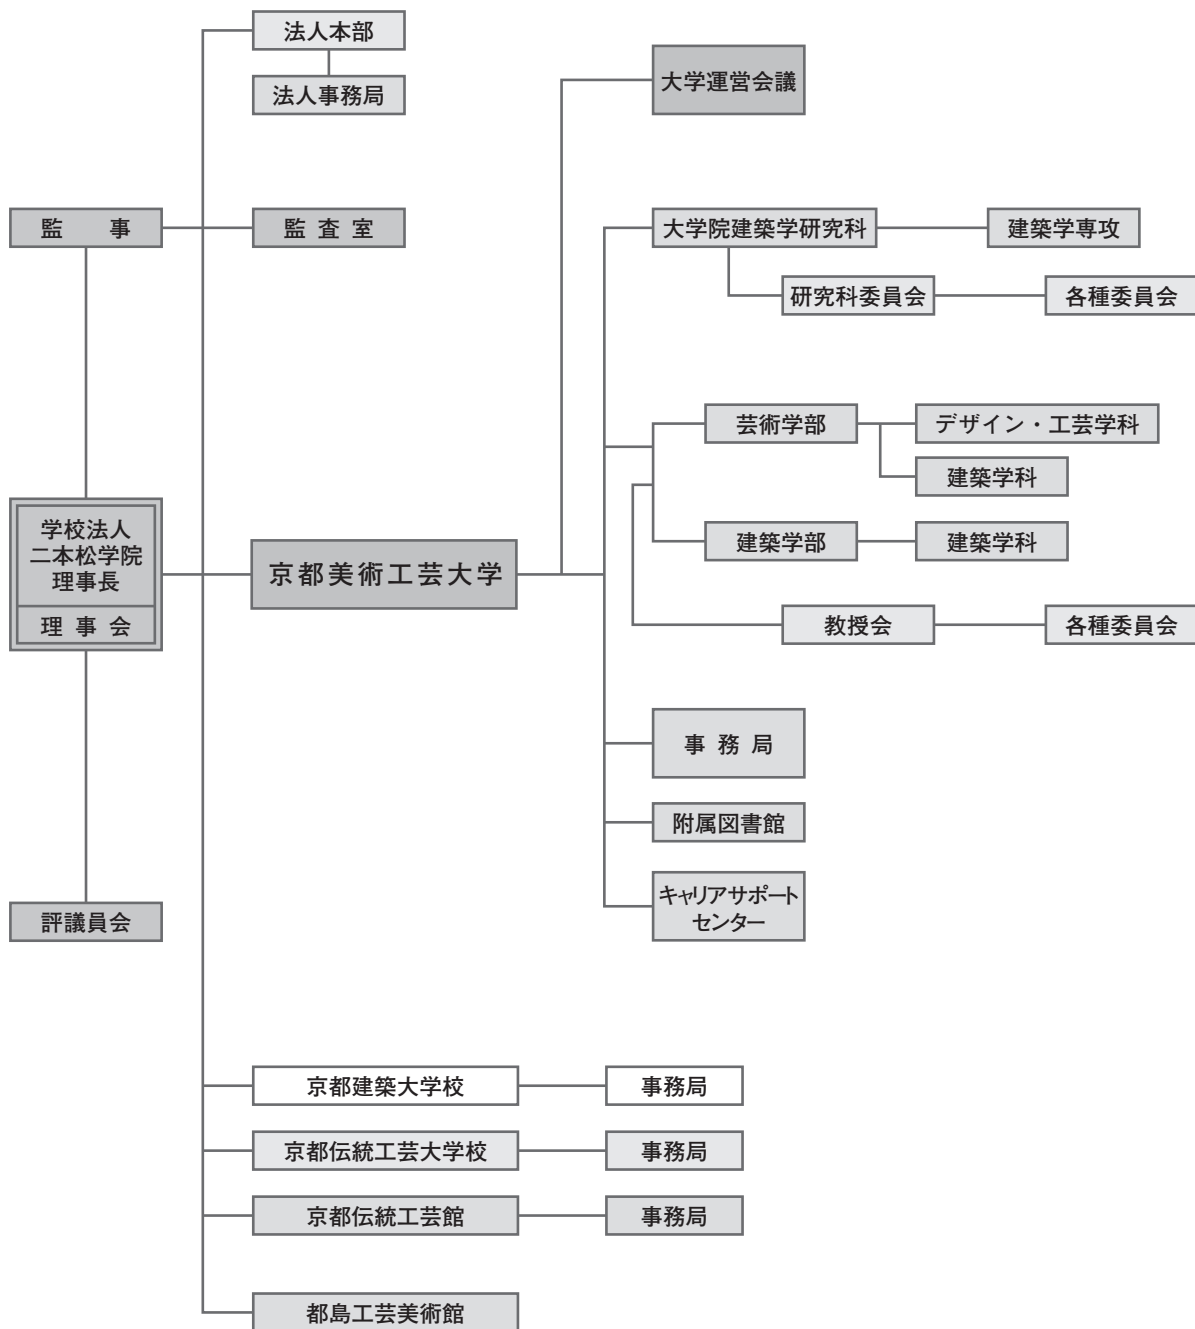 法人本部
法人事務局
大学運営会議
監事
監査室
大学院建築学研究科
建築学専攻
研究科委員会
各種委員会
芸術学部
デザイン・工芸学科
建築学科
学校法人
二本松学院
理事長
理事会
京都美術工芸大学
建築学部
建築学科
教授会
各種委員会
事務局
附属図書館
キャリアサポート
センター
評議員会
京都建築大学校
事務局
京都伝統工芸大学校
事務局
京都伝統工芸館
事務局
都島工芸美術館